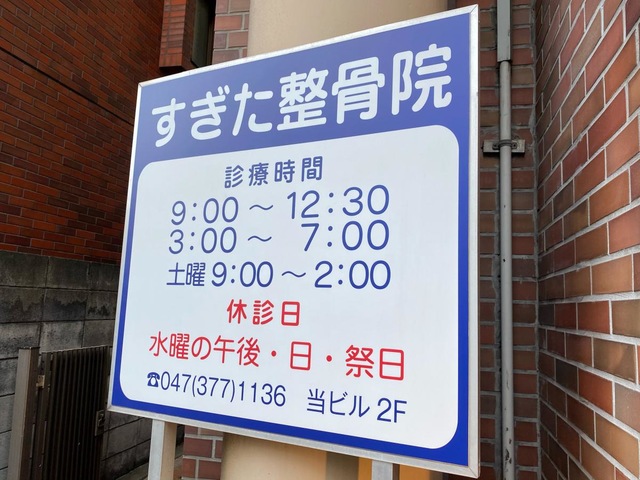 すぎた整骨院
診療時間
9:00〜12:30
3:00〜 7:00
土曜 9:00〜2:00
休診日
水曜の午後・日・祭日
☎047(377)1136 当ビル2F